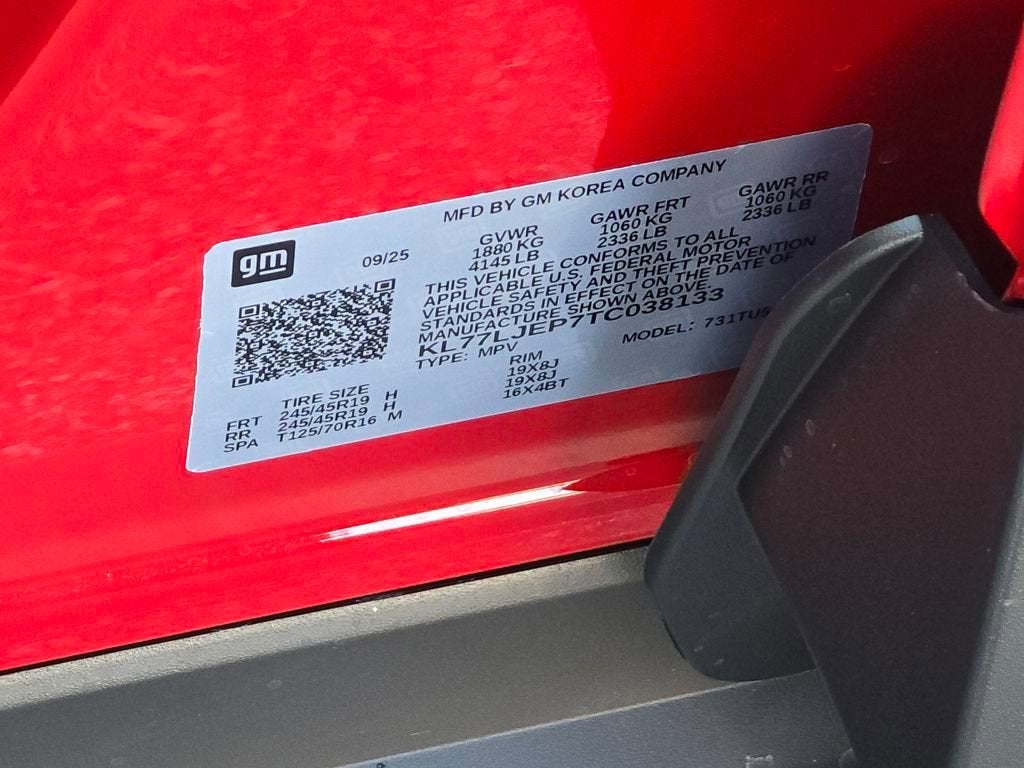 MFD BY GM KOREA COMPANY
gm
09/25
GVWR GAWR FRT GAWR RR
1880 KG 1060 KG 1060 KG
4145 LB 2336 LB 2336 LB
THIS VEHICLE CONFORMS TO ALL
APPLICABLE U.S. FEDERAL MOTOR
VEHICLE SAFETY AND THEFT PREVENTION
STANDARDS IN EFFECT ON THE DATE OF
MANUFACTURE SHOWN ABOVE.
KL77LJEP7TC038133
TYPE: MPV MODEL: 731TU5
TIRE SIZE RIM
FRT 245/45R19 H 19X8J
RR 245/45R19 H 19X8J
SPA T125/70R16 M 16X4BT